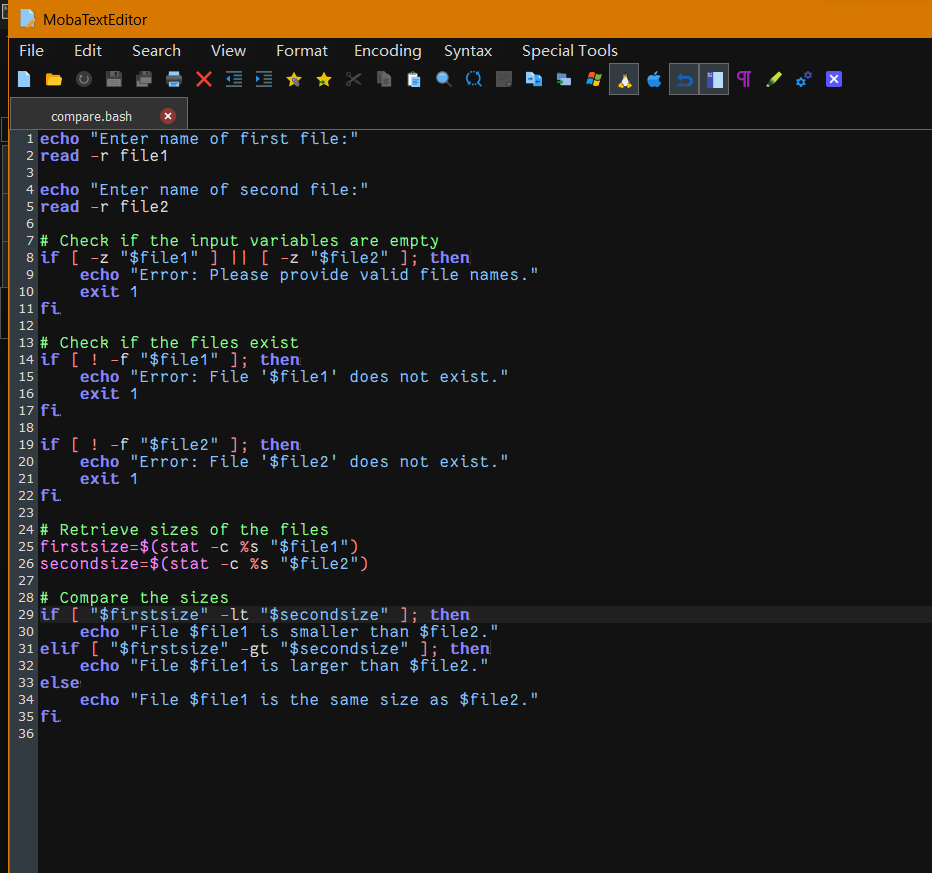 MobaTextEditor
File Edit Search View Format Encoding Syntax Special Tools
compare.bash
1 echo "Enter name of first file:"
2 read -r file1
3
4 echo "Enter name of second file:"
5 read -r file2
6
7 # Check if the input variables are empty
8 if [ -z "$file1" ] || [ -z "$file2" ]; then
9     echo "Error: Please provide valid file names."
10     exit 1
11 fi
12
13 # Check if the files exist
14 if [ ! -f "$file1" ]; then
15     echo "Error: File '$file1' does not exist."
16     exit 1
17 fi
18
19 if [ ! -f "$file2" ]; then
20     echo "Error: File '$file2' does not exist."
21     exit 1
22 fi
23
24 # Retrieve sizes of the files
25 firstsize=$(stat -c %s "$file1")
26 secondsize=$(stat -c %s "$file2")
27
28 # Compare the sizes
29 if [ "$firstsize" -lt "$secondsize" ]; then
30     echo "File $file1 is smaller than $file2."
31 elif [ "$firstsize" -gt "$secondsize" ]; then
32     echo "File $file1 is larger than $file2."
33 else
34     echo "File $file1 is the same size as $file2."
35 fi
36